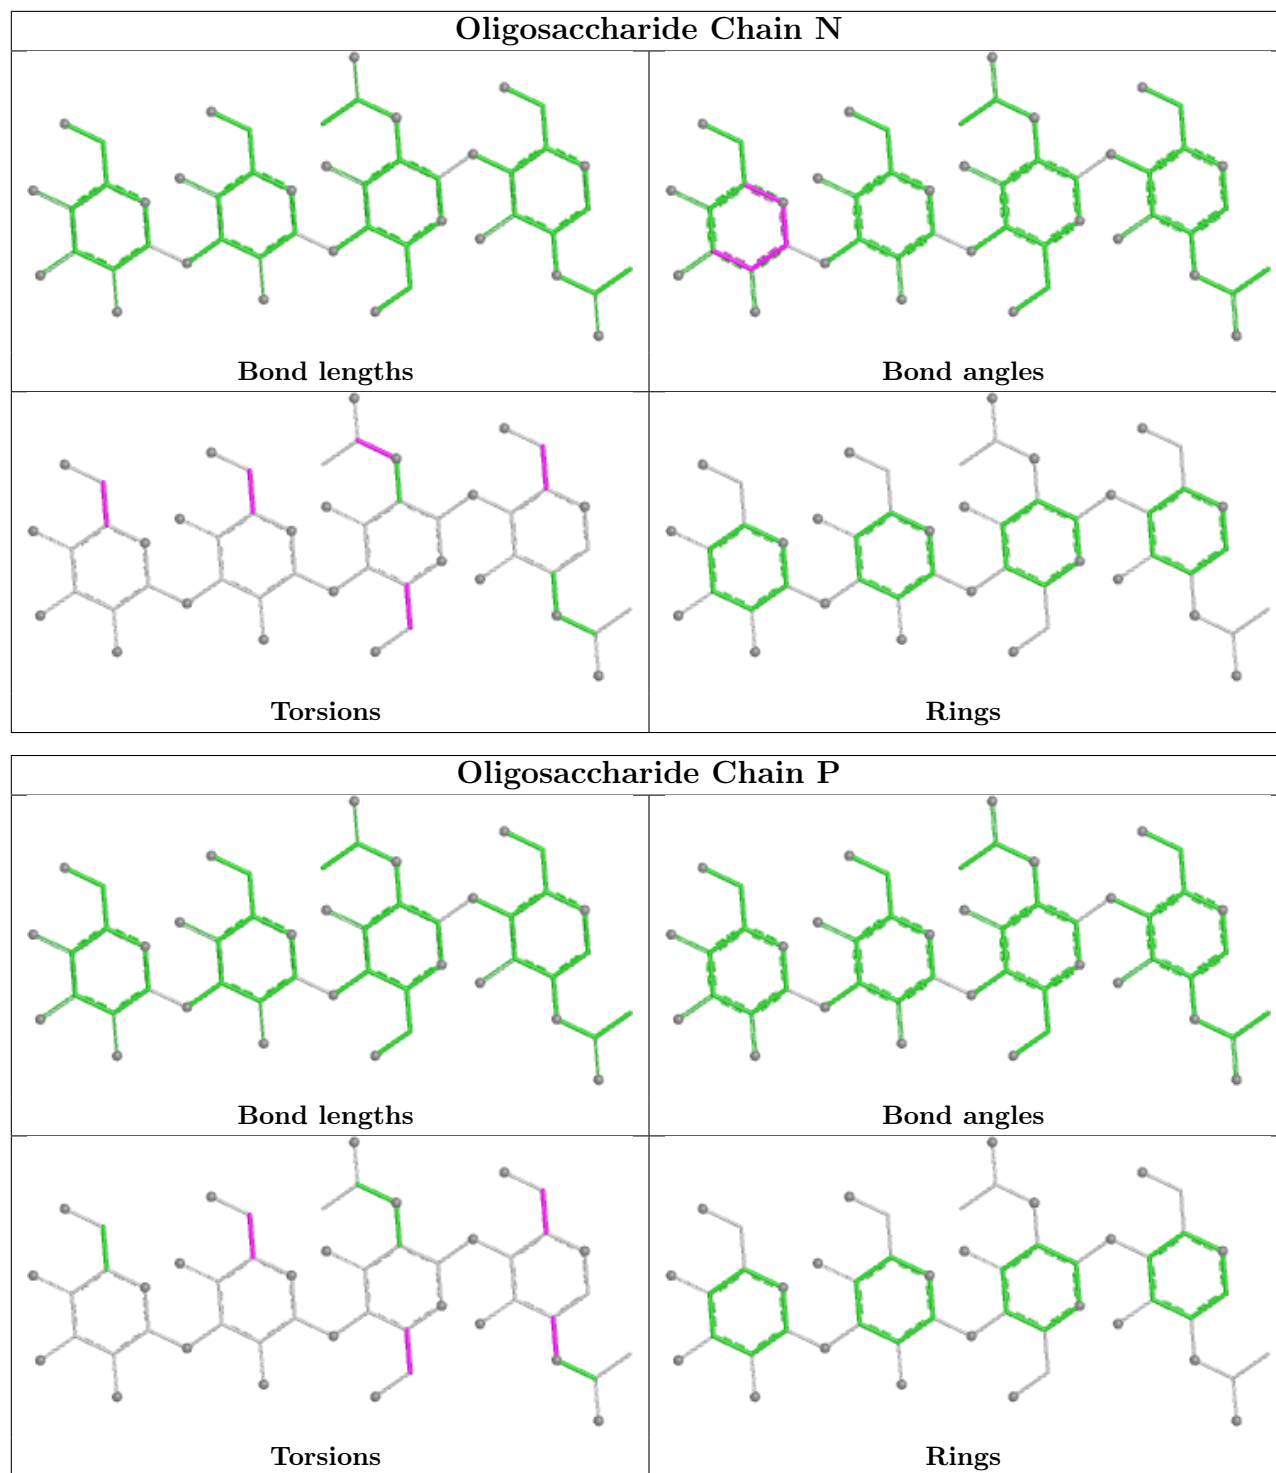 Oligosaccharide Chain N
Bond lengths
Bond angles
Torsions
Rings
Oligosaccharide Chain P
Bond lengths
Bond angles
Torsions
Rings